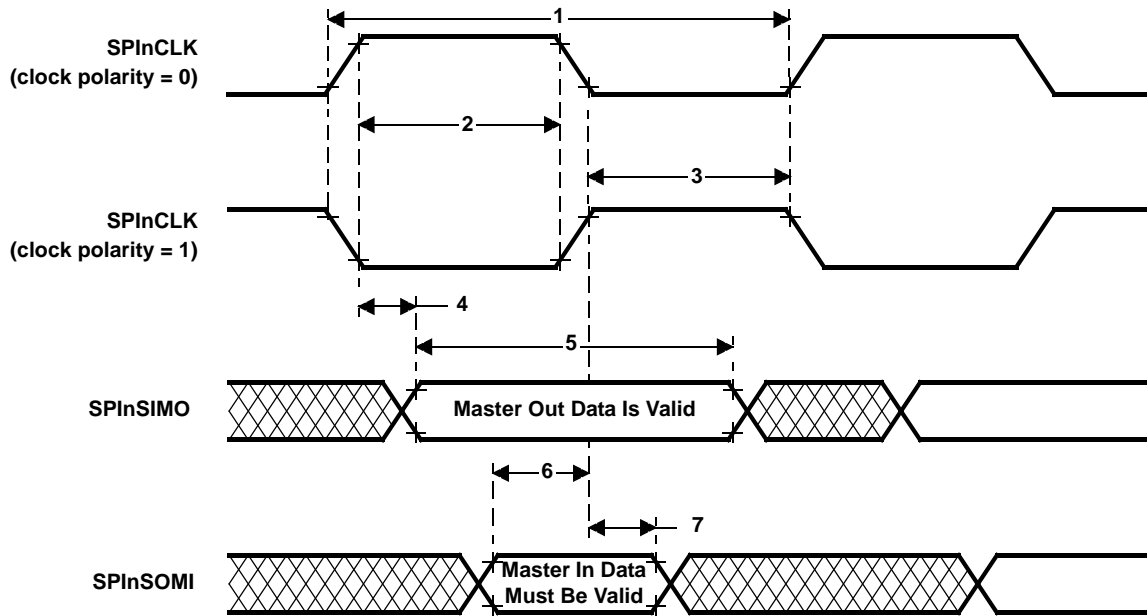 1
SPInCLK
(clock polarity = 0)
2
3
SPInCLK
(clock polarity = 1)
4
5
SPInSIMO
Master Out Data Is Valid
6
7
SPInSOMI
Master In Data
Must Be Valid